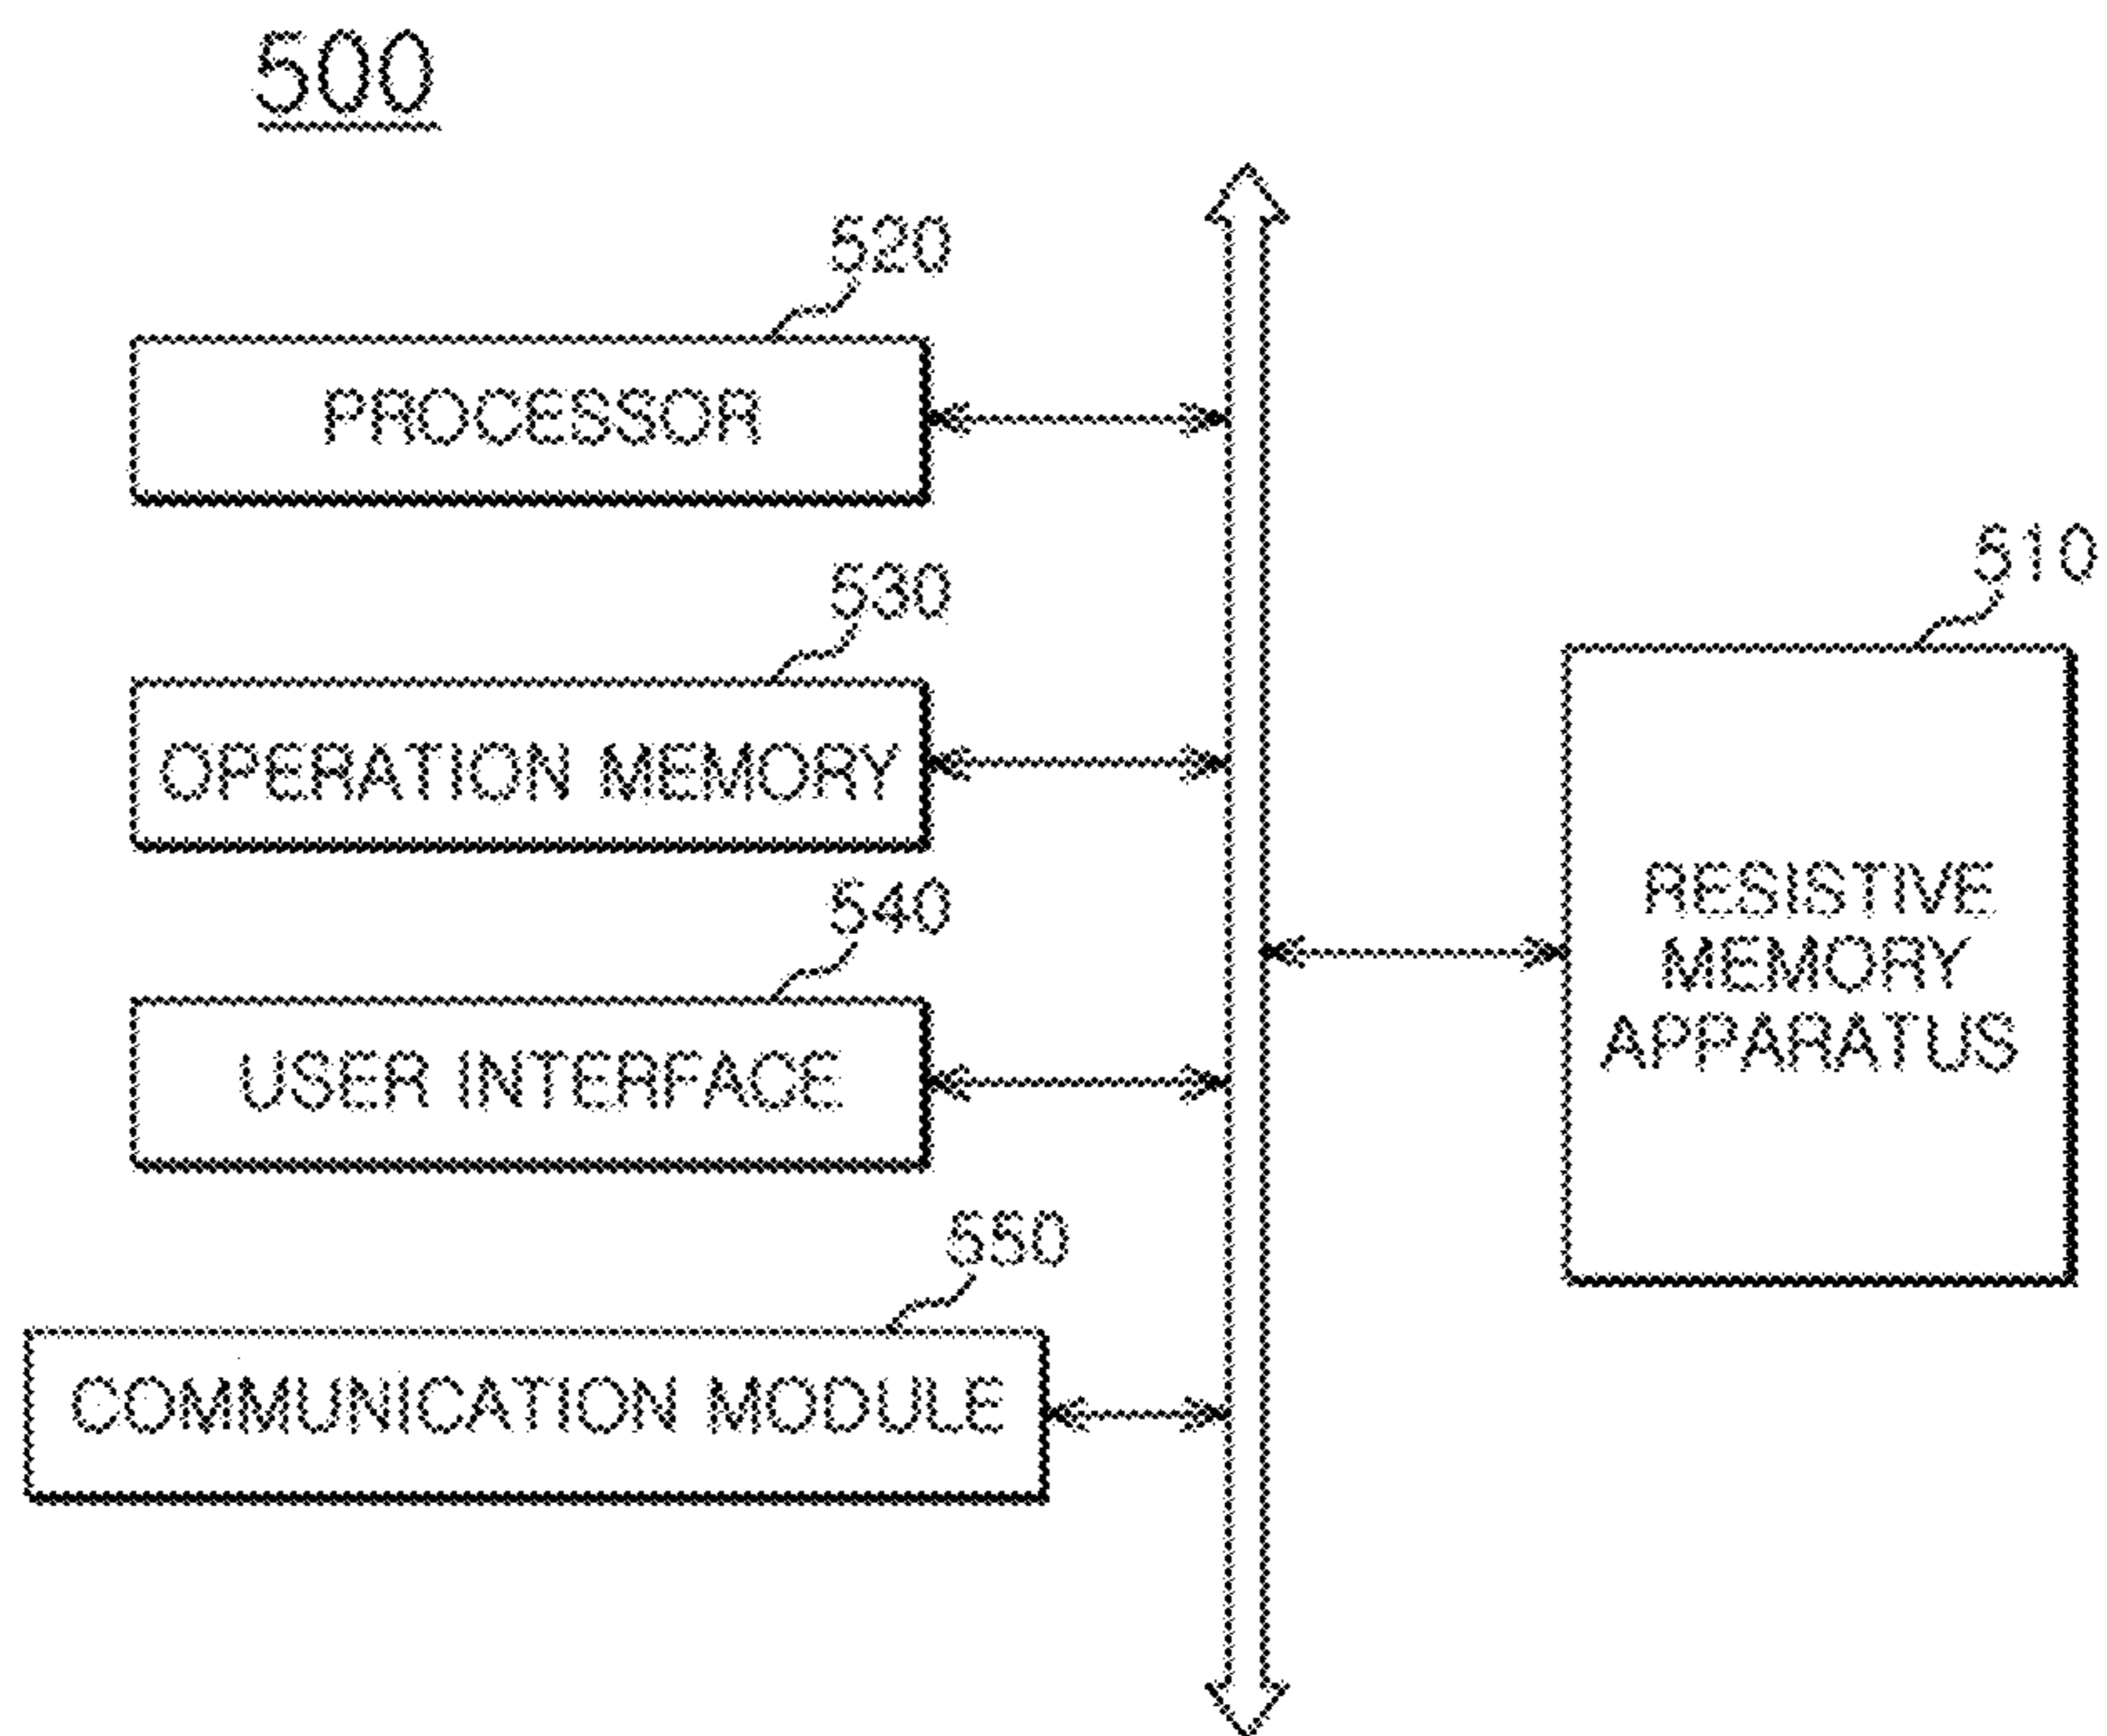 500
520
PROCESSOR
530
OPERATION MEMORY
510
RESISTIVE
MEMORY
APPARATUS
540
USER INTERFACE
550
COMMUNICATION MODULE